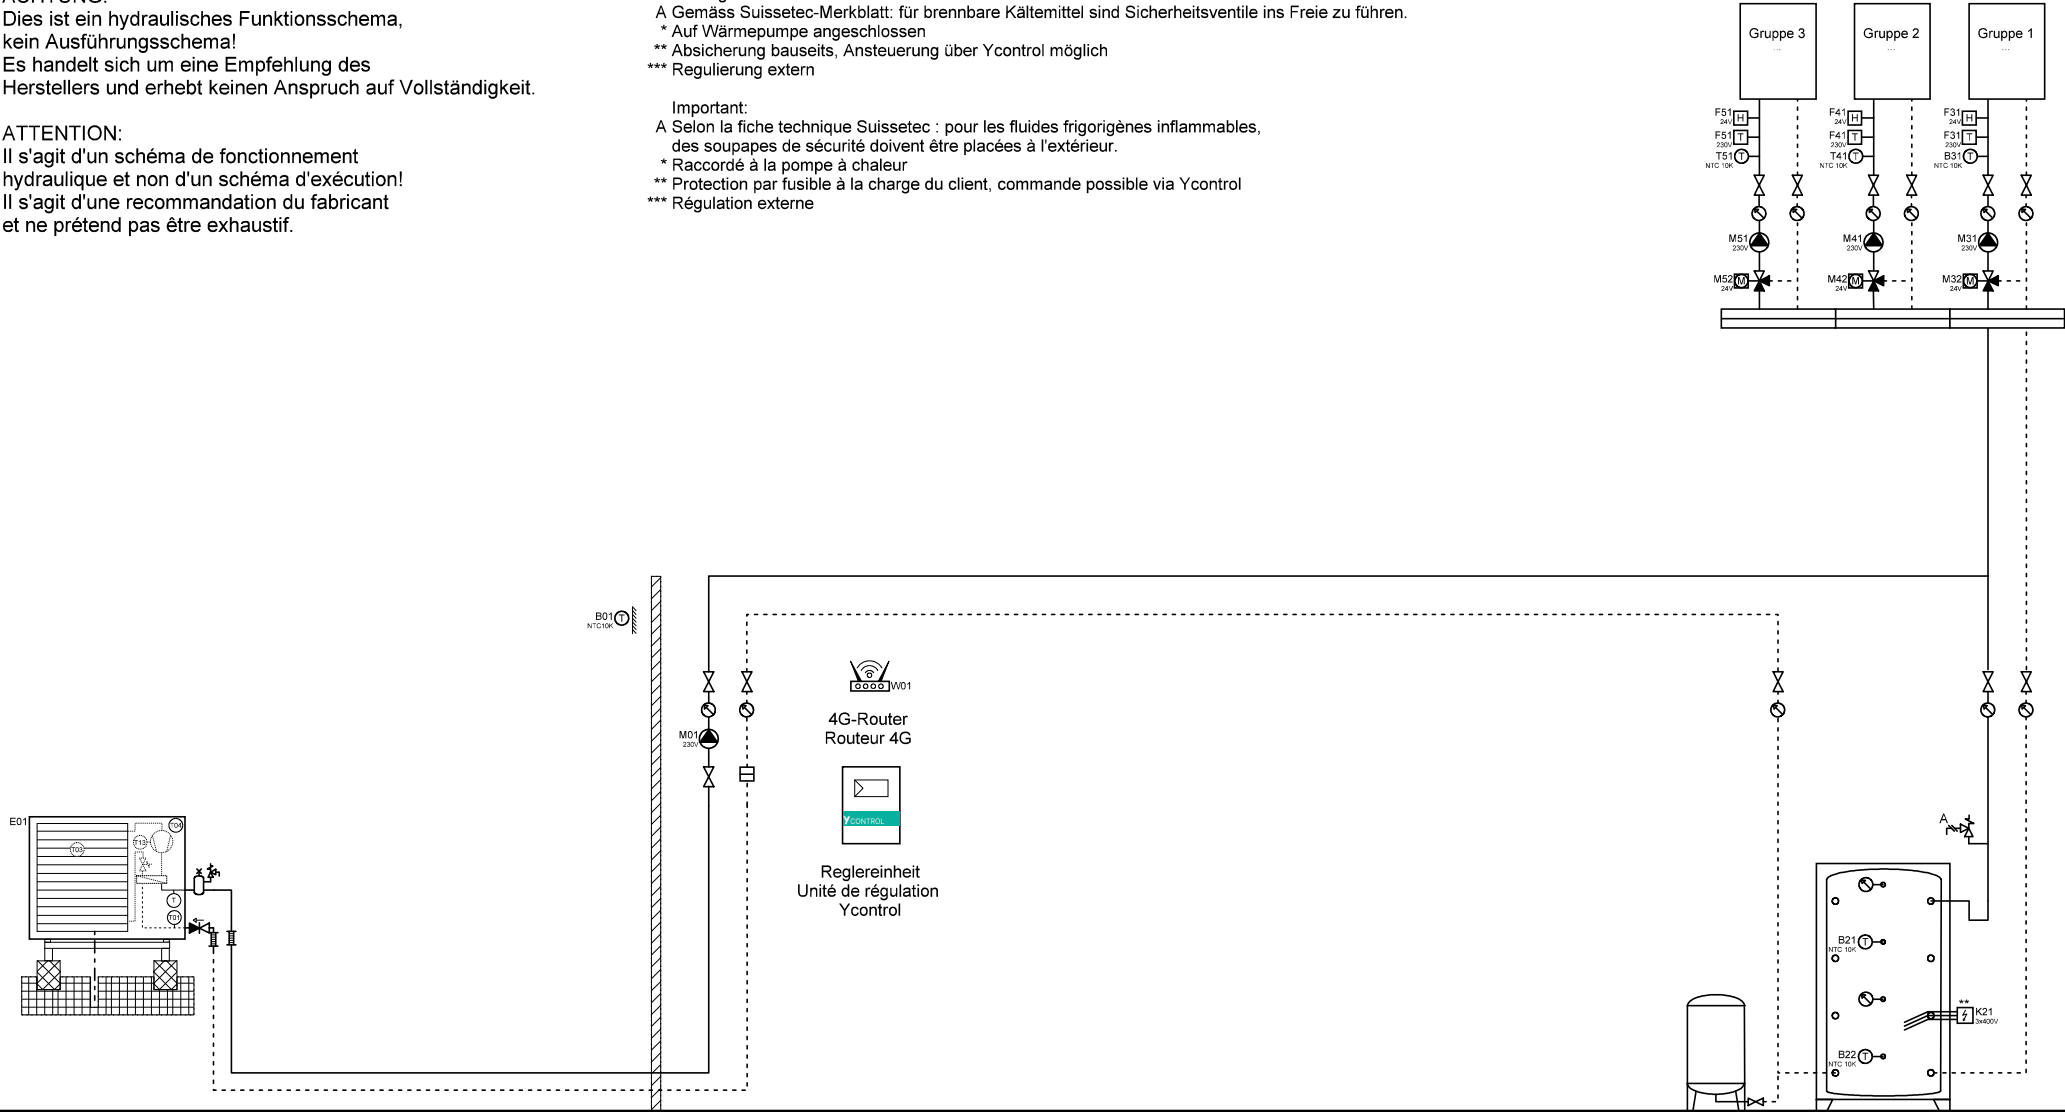 ACHTUNG:
Dies ist ein hydraulisches Funktionsschema,
kein Ausführungsschema!
Es handelt sich um eine Empfehlung des
Herstellers und erhebt keinen Anspruch auf Vollständigkeit.
ATTENTION:
Il s'agit d'un schéma de fonctionnement
hydraulique et non d'un schéma d'exécution!
Il s'agit d'une recommandation du fabricant
et ne prétend pas être exhaustif.
A Gemäss Suissetec-Merkblatt: für brennbare Kältemittel sind Sicherheitsventile ins Freie zu führen.
* Auf Wärmepumpe angeschlossen
** Absicherung bauseits, Ansteuerung über Ycontrol möglich
*** Regulierung extern
Important:
A Selon la fiche technique Suissetec : pour les fluides frigorigènes inflammables,
des soupapes de sécurité doivent être placées à l'extérieur.
* Raccordé à la pompe à chaleur
** Protection par fusible à la charge du client, commande possible via Ycontrol
*** Régulation externe
Gruppe 3
...
Gruppe 2
...
Gruppe 1
...
F51 H F41 H F31 H
24V 24V 24V
F51 T F41 T F31 T
230V 230V 230V
T51 T T41 T B31 T
NTC 10K NTC 10K NTC 10K
M51 M41 M31
230V 230V 230V
M52 M M42 M M32 M
24V 24V 24V
B01 T
NTC10K
W01
4G-Router
Routeur 4G
M01
230V
YCONTROL
Reglereinheit
Unité de régulation
Ycontrol
E01
T04
T13
T03
T
T01
A
B21 T
NTC 10K
**
K21
3x400V
B22 T
NTC 10K